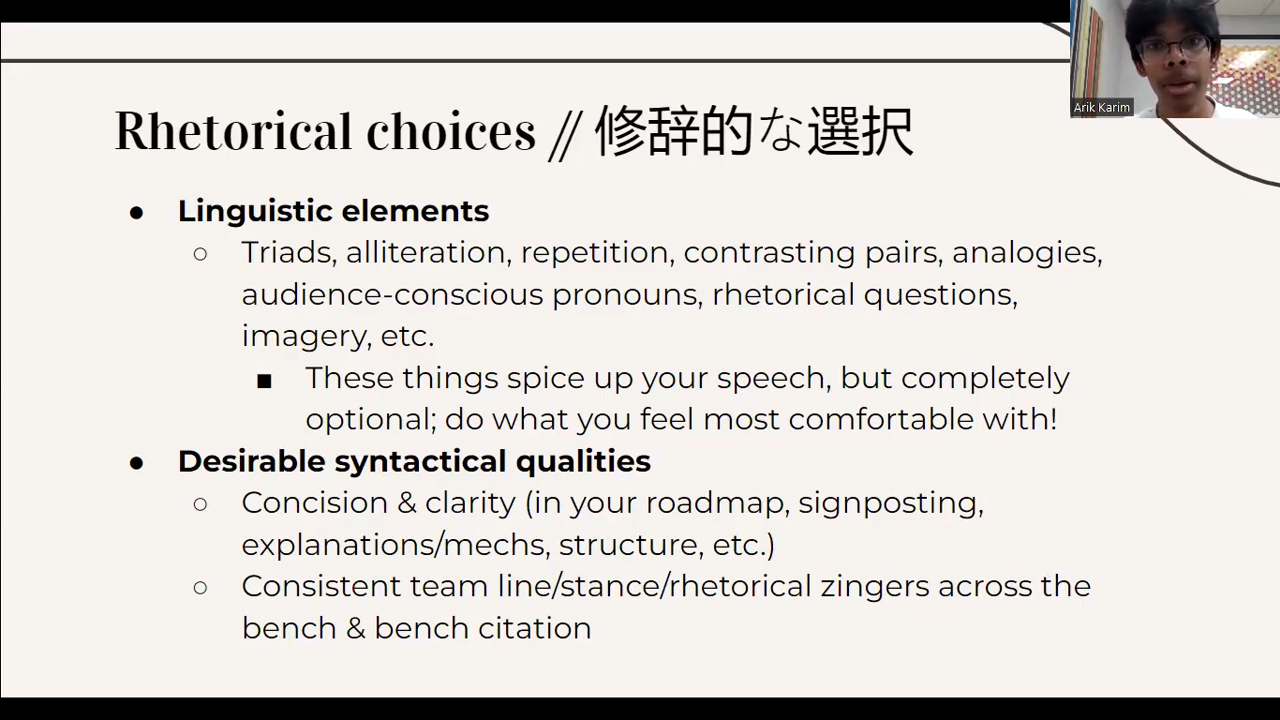 Arik Karim
Rhetorical choices // 修辞的な選択
● Linguistic elements
○ Triads, alliteration, repetition, contrasting pairs, analogies,
audience-conscious pronouns, rhetorical questions,
imagery, etc.
■ These things spice up your speech, but completely
optional; do what you feel most comfortable with!
● Desirable syntactical qualities
○ Concision & clarity (in your roadmap, signposting,
explanations/mechs, structure, etc.)
○ Consistent team line/stance/rhetorical zingers across the
bench & bench citation